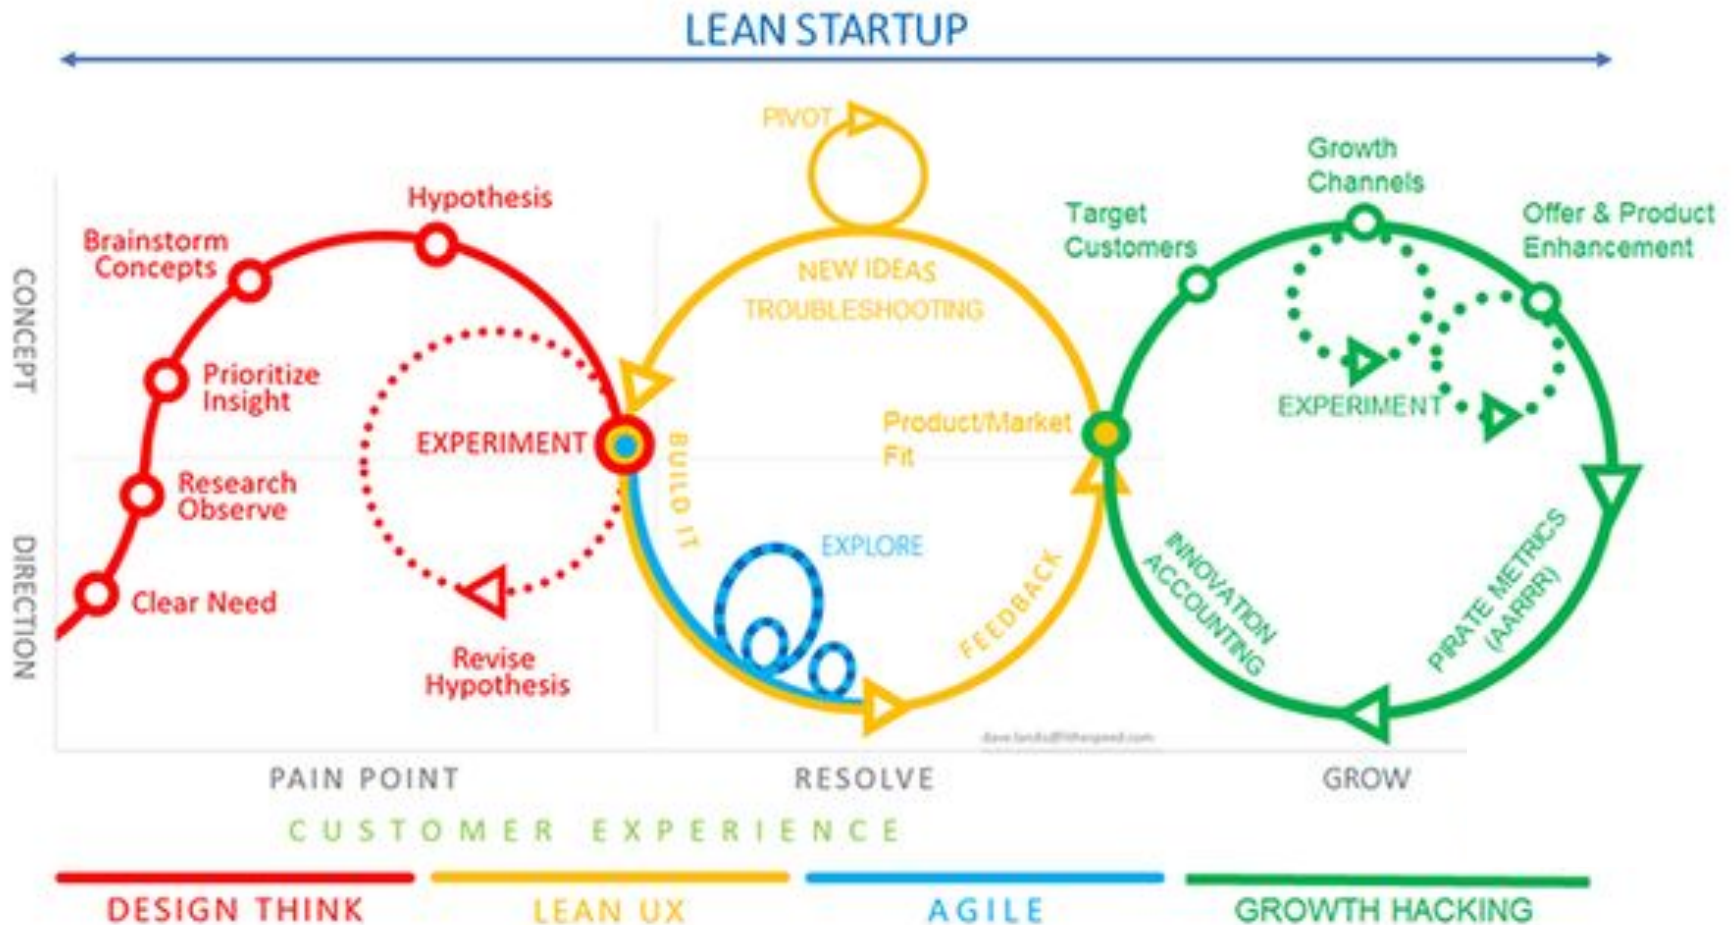 LEAN STARTUP
PIVOT
Growth
Channels
Hypothesis
Target
Customers
Offer & Product
Enhancement
Brainstorm
Concepts
NEW IDEAS
TROUBLESHOOTING
CONCEPT
Prioritize
Insight
EXPERIMENT
EXPERIMENT
BUILD IT
Product/Market
Fit
Research
Observe
EXPLORE
DIRECTION
Clear Need
FEEDBACK
INNOVATION
ACCOUNTING
PIRATE METRICS
(AARRR)
Revise
Hypothesis
PAIN POINT
RESOLVE
GROW
CUSTOMER EXPERIENCE
DESIGN THINK
LEAN UX
AGILE
GROWTH HACKING